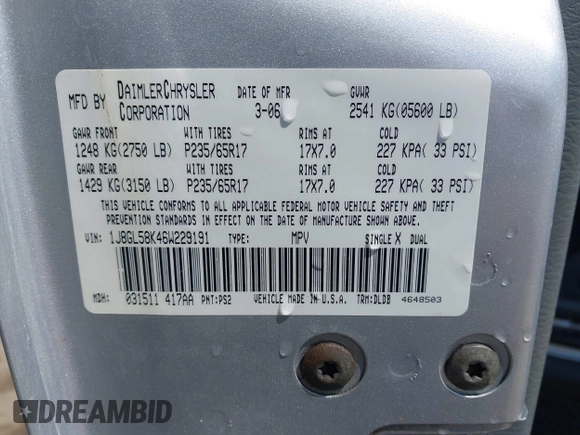 MFD BY DAIMLERCHRYSLER CORPORATION DATE OF MFR 3-06 GVWR 2541 KG(05600 LB)
GAWR FRONT WITH TIRES RIMS AT COLD
1248 KG(2750 LB) P235/65R17 17X7.0 227 KPA( 33 PSI)
GAWR REAR WITH TIRES RIMS AT COLD
1429 KG(3150 LB) P235/65R17 17X7.0 227 KPA( 33 PSI)
THIS VEHICLE CONFORMS TO ALL APPLICABLE FEDERAL MOTOR VEHICLE SAFETY AND THEFT
PREVENTION STANDARDS IN EFFECT ON THE DATE OF MANUFACTURE SHOWN ABOVE.
VIN: 1J8GL58K46W229191 TYPE: MPV SINGLE X DUAL
MDH: 031511 417AA PNT:PS2 VEHICLE MADE IN U.S.A. TRM:DLDB 4648503
DREAMBID